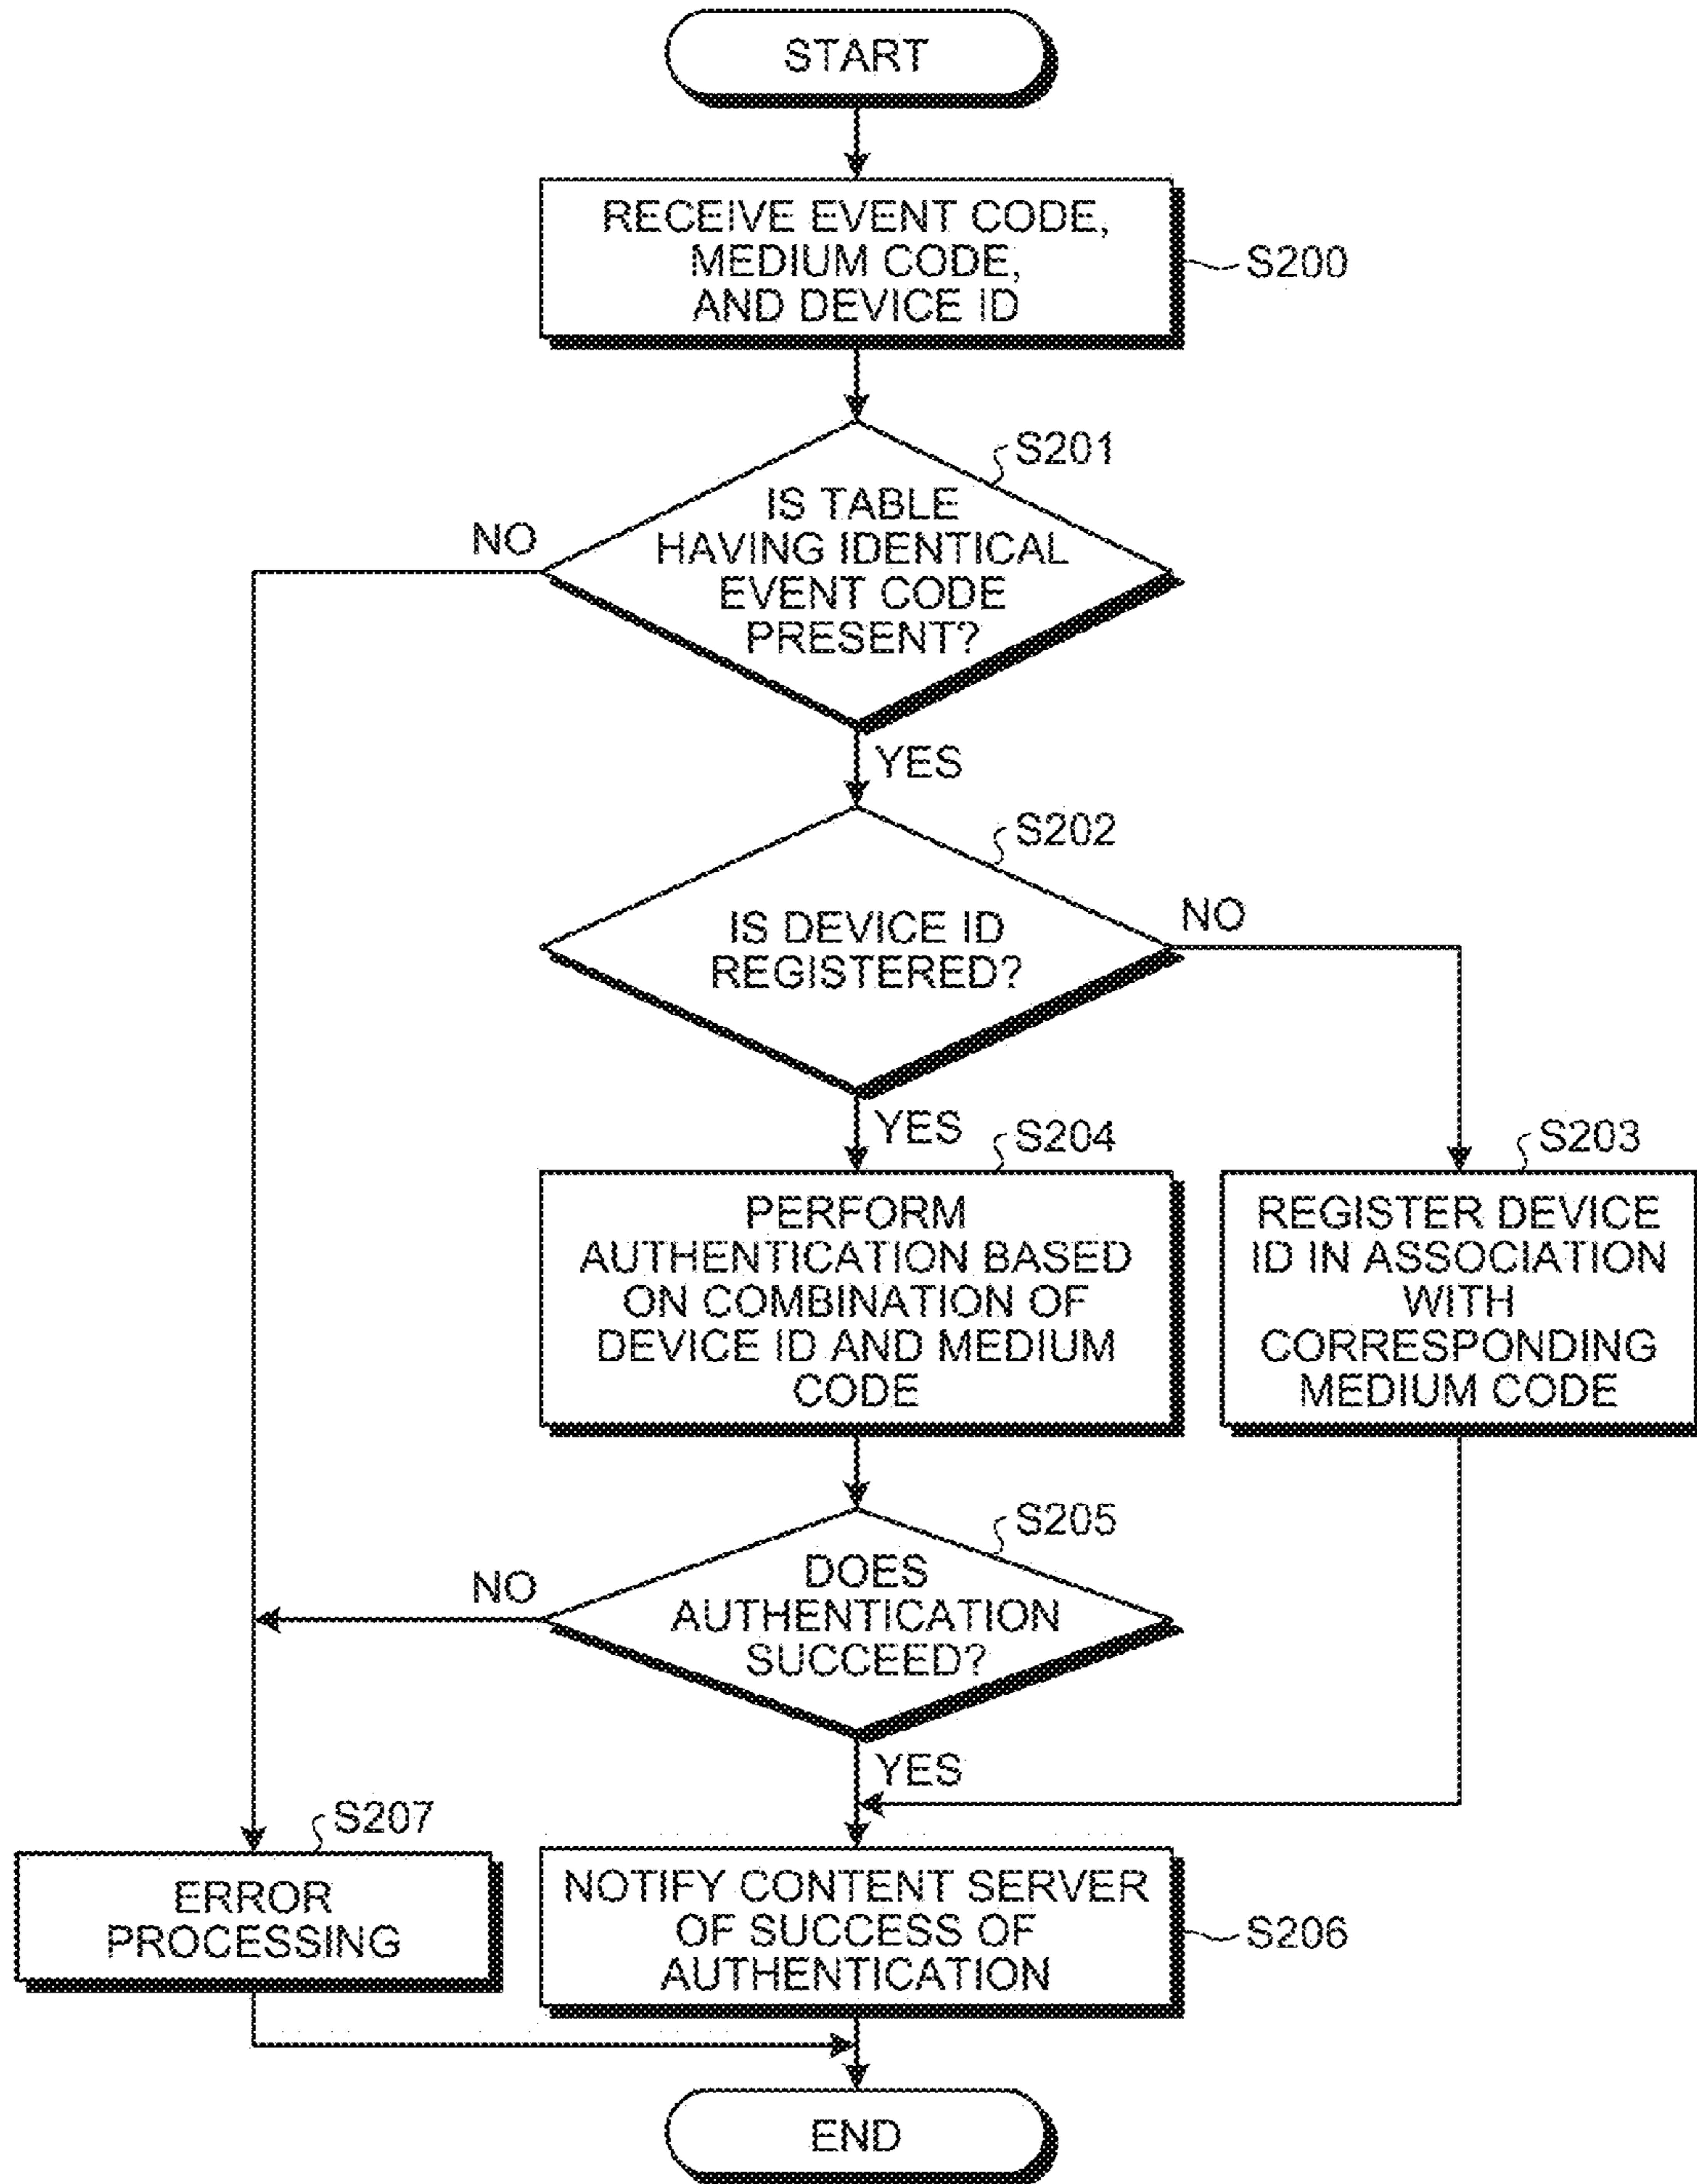 START
RECEIVE EVENT CODE,
MEDIUM CODE,
AND DEVICE ID
S200
S201
IS TABLE
HAVING IDENTICAL
EVENT CODE
PRESENT?
NO
YES
S202
IS DEVICE ID
REGISTERED?
NO
YES
S204
PERFORM
AUTHENTICATION BASED
ON COMBINATION OF
DEVICE ID AND MEDIUM
CODE
S203
REGISTER DEVICE
ID IN ASSOCIATION
WITH
CORRESPONDING
MEDIUM CODE
S205
DOES
AUTHENTICATION
SUCCEED?
NO
YES
S207
ERROR
PROCESSING
NOTIFY CONTENT SERVER
OF SUCCESS OF
AUTHENTICATION
S206
END